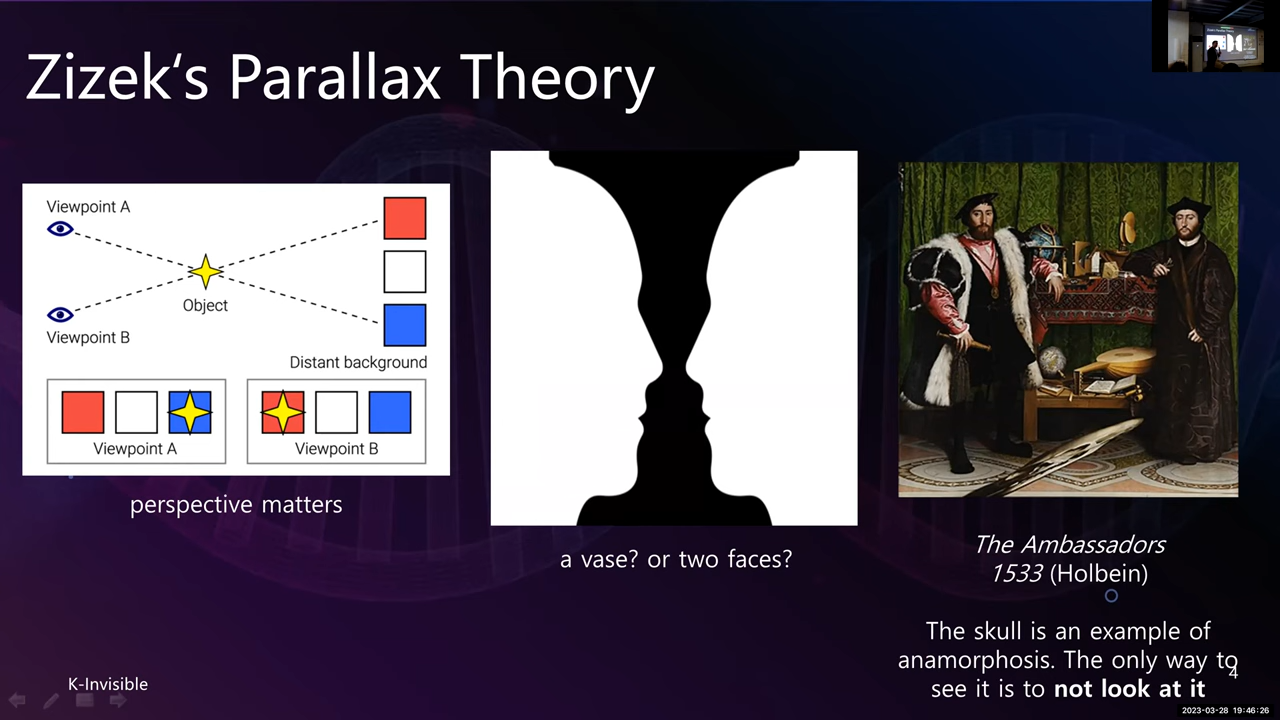 Zizek‘s Parallax Theory
Viewpoint A
Object
Viewpoint B
Distant background
Viewpoint A
Viewpoint B
perspective matters
a vase? or two faces?
The Ambassadors
1533 (Holbein)
The skull is an example of
anamorphosis. The only way to
see it is to not look at it
K-Invisible
4
2023-03-28 19:46:26